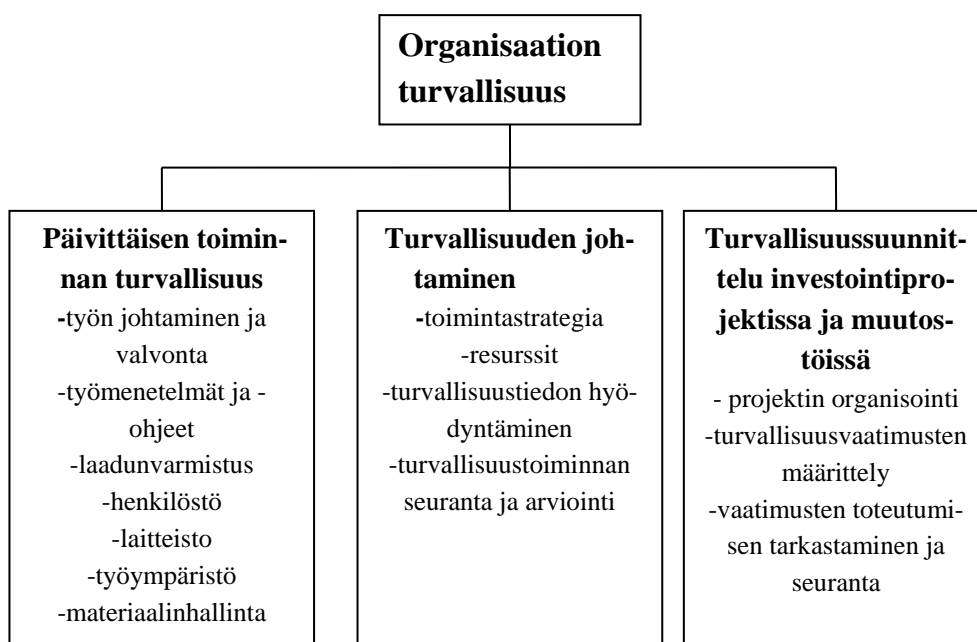 Organisaation
turvallisuus
Päivittäisen toimin-
nan turvallisuus
-työn johtaminen ja
valvonta
-työmenetelmät ja -
ohjeet
-laadunvarmistus
-henkilöstö
-laitteisto
-työympäristö
-materiaalinhallinta
Turvallisuuden joh-
taminen
-toimintastrategia
-resurssit
-turvallisuustiedon hyö-
dyntäminen
-turvallisuustoiminnan
seuranta ja arviointi
Turvallisuussuunnit-
telu investointipro-
jektissa ja muutos-
töissä
- projektin organisointi
-turvallisuusvaatimusten
määrittely
-vaatimusten toteutumi-
sen tarkastaminen ja
seuranta